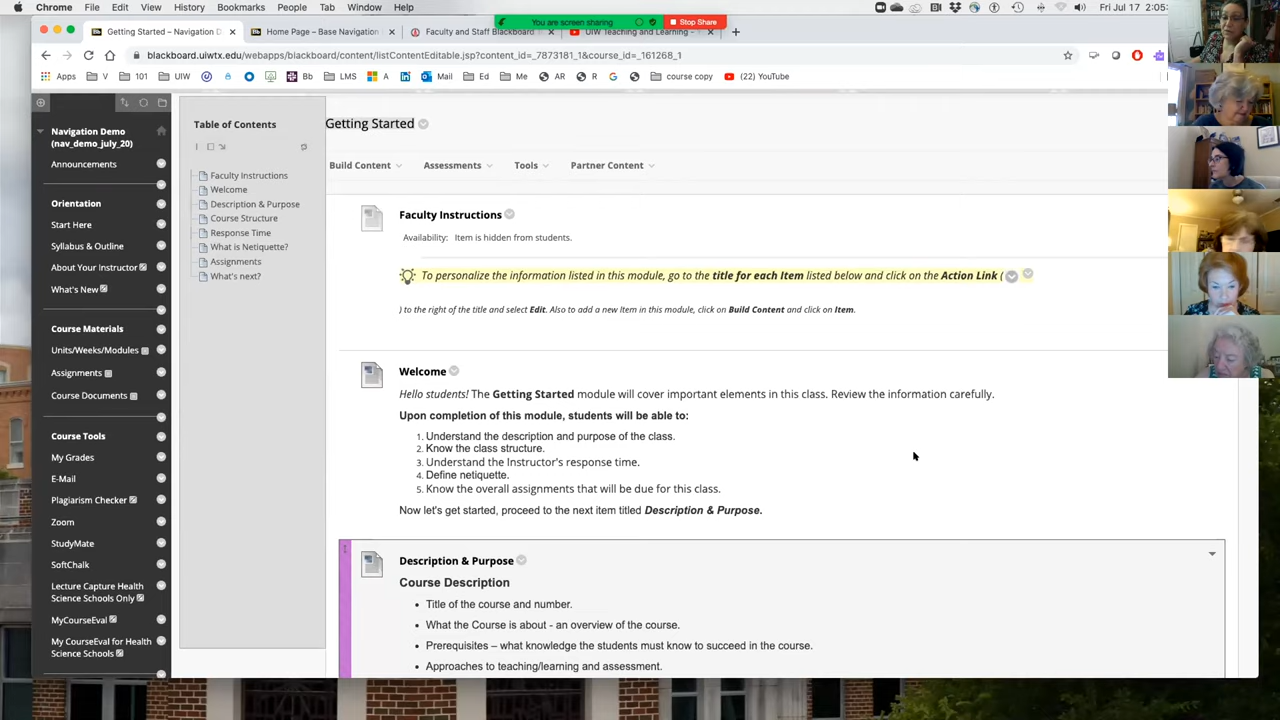 Chrome File Edit View History Bookmarks People Tab Window Help
Fri Jul 17 2:05
You are screen sharing
Stop Share
Getting Started – Navigation D
Home Page – Base Navigation
Faculty and Staff Blackboard
UIW Teaching and Learning -
blackboard.uiwtx.edu/webapps/blackboard/content/listContentEditable.jsp?content_id=_7873181_1&course_id=_161268_1
Apps V 101 UIW Bb LMS A Mail Ed Me AR R course copy (22) YouTube
Navigation Demo
(nav_demo_july_20)
Announcements
Orientation
Start Here
Syllabus & Outline
About Your Instructor
What's New
Course Materials
Units/Weeks/Modules
Assignments
Course Documents
Course Tools
My Grades
E-Mail
Plagiarism Checker
Zoom
StudyMate
SoftChalk
Lecture Capture Health
Science Schools Only
MyCourseEval
My CourseEval for Health
Science Schools
Table of Contents
Faculty Instructions
Welcome
Description & Purpose
Course Structure
Response Time
What is Netiquette?
Assignments
What's next?
Getting Started
Build Content Assessments Tools Partner Content
Faculty Instructions
Availability: Item is hidden from students.
To personalize the information listed in this module, go to the title for each Item listed below and click on the Action Link (
) to the right of the title and select Edit. Also to add a new Item in this module, click on Build Content and click on Item.
Welcome
Hello students! The Getting Started module will cover important elements in this class. Review the information carefully.
Upon completion of this module, students will be able to:
1. Understand the description and purpose of the class.
2. Know the class structure.
3. Understand the Instructor's response time.
4. Define netiquette.
5. Know the overall assignments that will be due for this class.
Now let's get started, proceed to the next item titled Description & Purpose.
Description & Purpose
Course Description
• Title of the course and number.
• What the Course is about - an overview of the course.
• Prerequisites – what knowledge the students must know to succeed in the course.
• Approaches to teaching/learning and assessment.